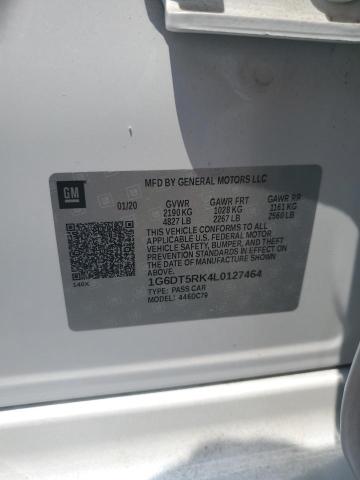 GM
MFD BY GENERAL MOTORS LLC
01/20 GVWR GAWR FRT GAWR RR
2190 KG 1028 KG 1161 KG
4827 LB 2267 LB 2560 LB
THIS VEHICLE CONFORMS TO ALL
APPLICABLE U.S. FEDERAL MOTOR
VEHICLE SAFETY, BUMPER, AND THEFT
PREVENTION STANDARDS IN EFFECT
ON THE DATE OF MANUFACTURE
SHOWN ABOVE.
140X 1G6DT5RK4L0127464
TYPE: PASS CAR
MODEL: 446DC79